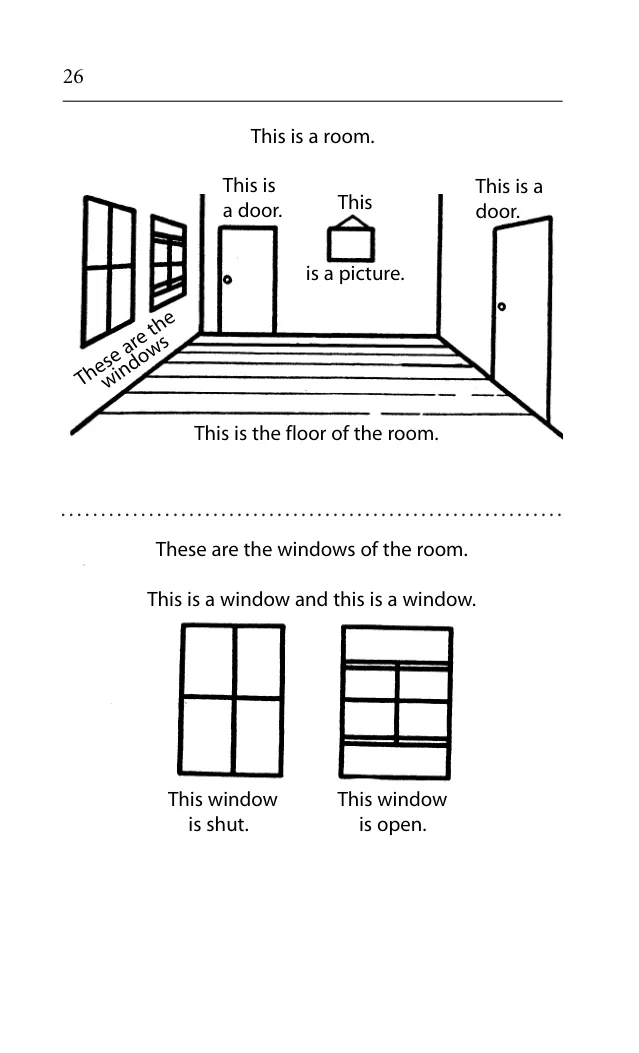 26
This is a room.
This is
a door.
This
is a picture.
This is a
door.
These are the
windows
This is the floor of the room.
These are the windows of the room.
This is a window and this is a window.
This window
is shut.
This window
is open.